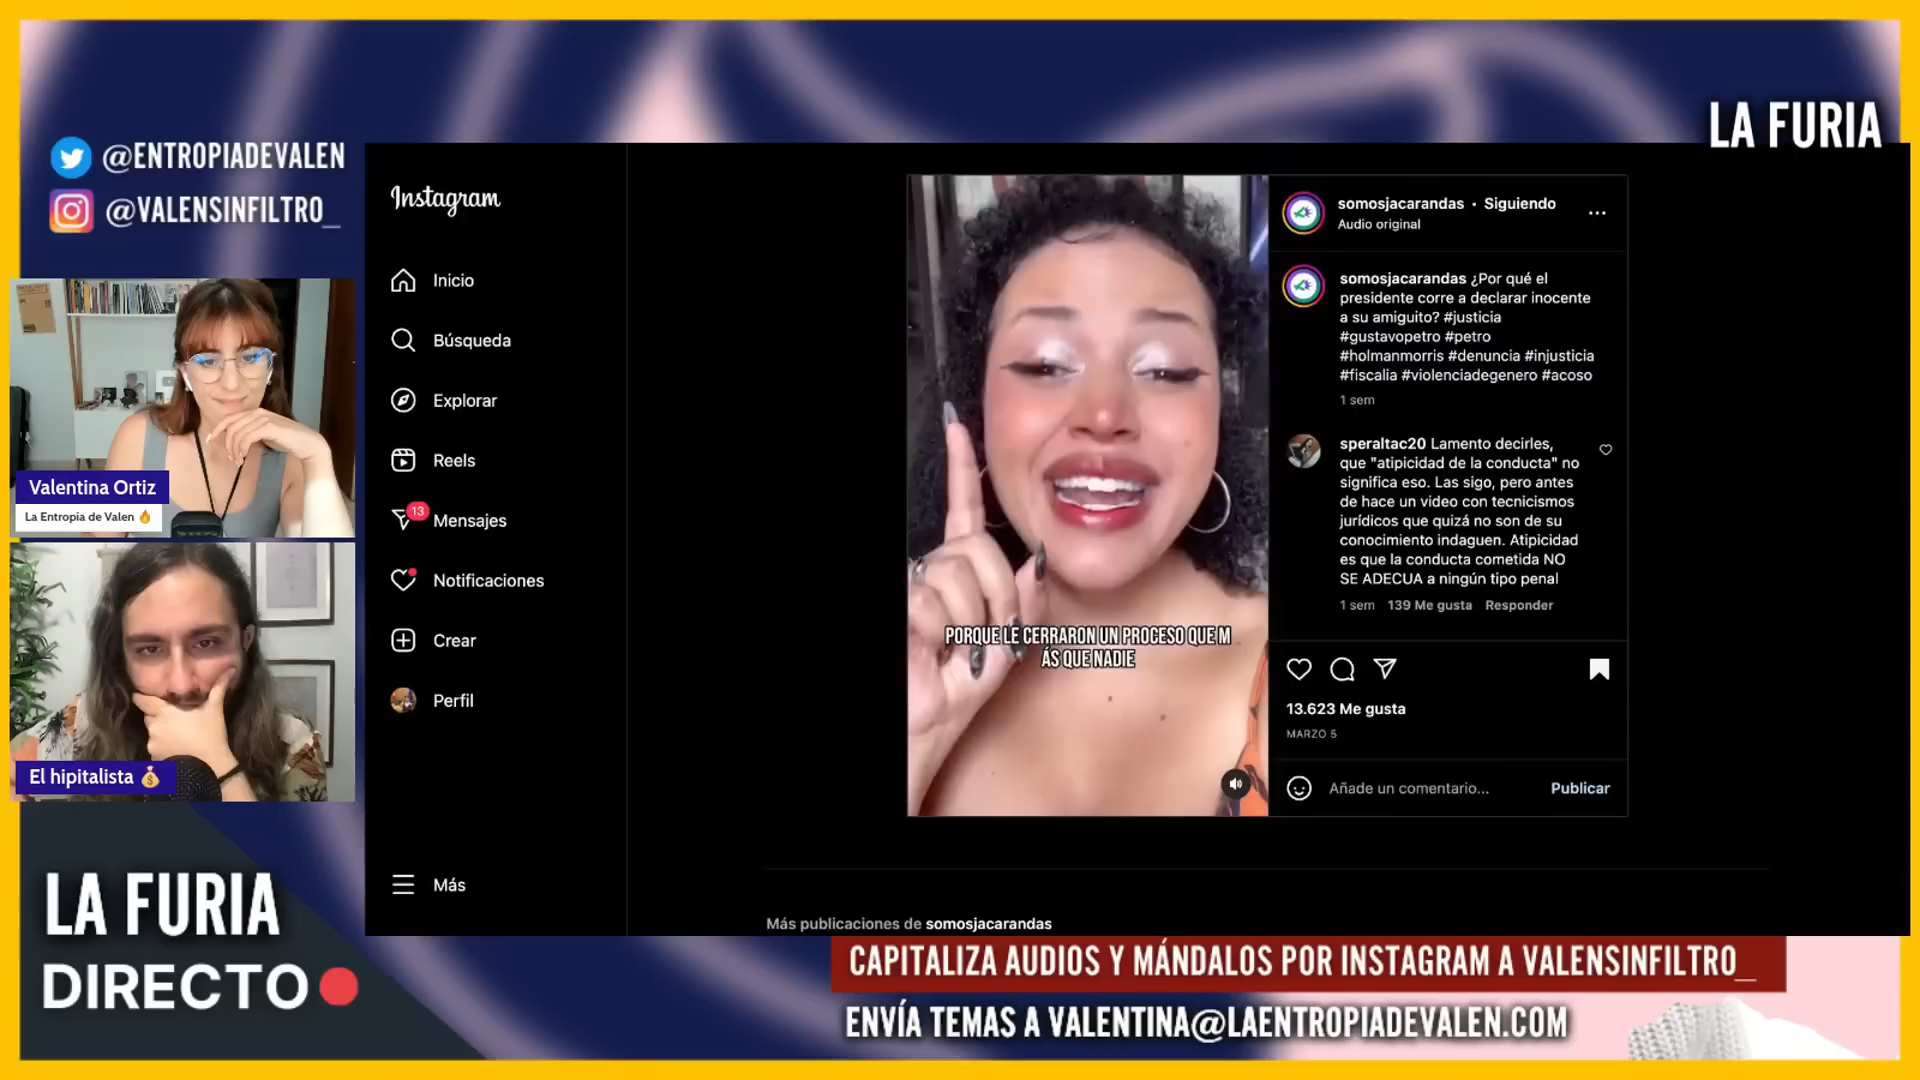 LA FURIA
@ENTROPIADEVALEN
@VALENSINFILTRO_
Valentina Ortiz
La Entropia de Valen 🔥
El hipitalista 💰
LA FURIA
DIRECTO
Instagram
Inicio
Búsqueda
Explorar
Reels
13
Mensajes
Notificaciones
Crear
Perfil
Más
PORQUE LE CERRARON UN PROCESO QUE M
ÁS QUE NADIE
somosjacarandas • Siguiendo
Audio original
somosjacarandas ¿Por qué el
presidente corre a declarar inocente
a su amiguito? #justicia
#gustavopetro #petro
#holmanmorris #denuncia #injusticia
#fiscalia #violenciadegenero #acoso
1 sem
speraltac20 Lamento decirles,
que "atipicidad de la conducta" no
significa eso. Las sigo, pero antes
de hace un video con tecnicismos
jurídicos que quizá no son de su
conocimiento indaguen. Atipicidad
es que la conducta cometida NO
SE ADECUA a ningún tipo penal
1 sem 139 Me gusta Responder
13.623 Me gusta
MARZO 5
Añade un comentario... Publicar
Más publicaciones de somosjacarandas
CAPITALIZA AUDIOS Y MÁNDALOS POR INSTAGRAM A VALENSINFILTRO_
ENVÍA TEMAS A VALENTINA@LAENTROPIADEVALEN.COM